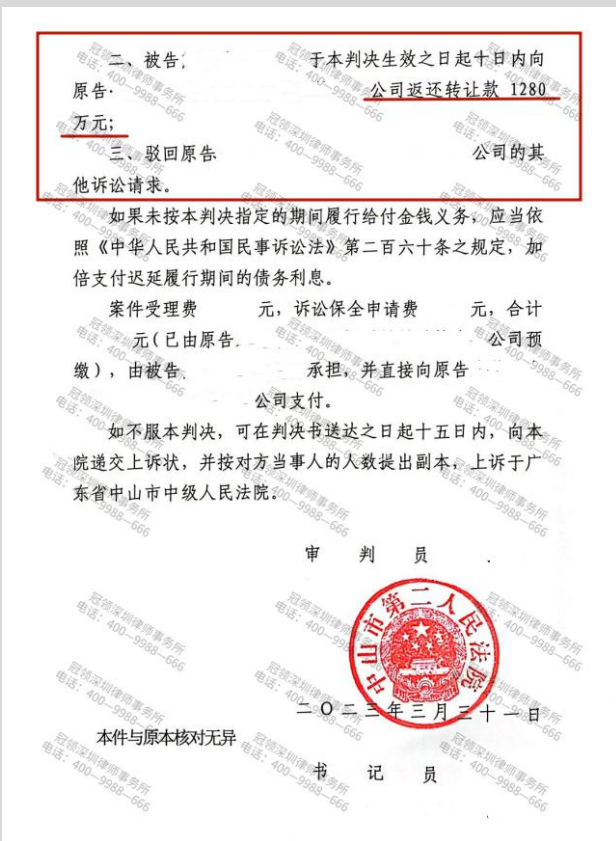 二、被告 于本判决生效之日起十日内向
原告 公司返还转让款 1280
万元;
三、驳回原告 公司的其
他诉讼请求。
如果未按本判决指定的期间履行给付金钱义务，应当依
照《中华人民共和国民事诉讼法》第二百六十条之规定，加
倍支付迟延履行期间的债务利息。
案件受理费 元，诉讼保全申请费 元，合计
元(已由原告 公司预
缴)，由被告 承担，并直接向原告
公司支付。
如不服本判决，可在判决书送达之日起十五日内，向本
院递交上诉状，并按对方当事人的人数提出副本，上诉于广
东省中山市中级人民法院。
审 判 员
中山市第二人民法院
二〇二三年三月三十一日
本件与原本核对无异
书 记 员
冠领深圳律师事务所
电话：400-9988-666